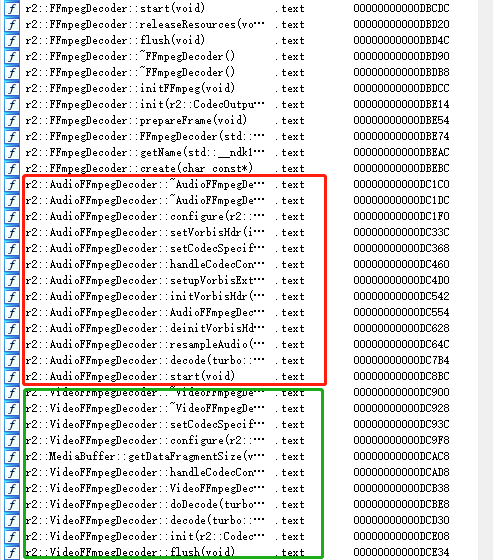 f r2::FFmpegDecoder::start(void) .text 00000000000DBCDC
f r2::FFmpegDecoder::releaseResources(vo… .text 00000000000DBD20
f r2::FFmpegDecoder::flush(void) .text 00000000000DBD4C
f r2::FFmpegDecoder::~FFmpegDecoder() .text 00000000000DBD90
f r2::FFmpegDecoder::~FFmpegDecoder() .text 00000000000DBDB8
f r2::FFmpegDecoder::initFFmpeg(void) .text 00000000000DBDCC
f r2::FFmpegDecoder::init(r2::CodecOutpu… .text 00000000000DBE14
f r2::FFmpegDecoder::prepareFrame(void) .text 00000000000DBE54
f r2::FFmpegDecoder::FFmpegDecoder(std::… .text 00000000000DBE74
f r2::FFmpegDecoder::getName(std::__ndk1… .text 00000000000DBEAC
f r2::FFmpegDecoder::create(char const*) .text 00000000000DBEBC
f r2::AudioFFmpegDecoder::~AudioFFmpegDe… .text 00000000000DC1C0
f r2::AudioFFmpegDecoder::~AudioFFmpegDe… .text 00000000000DC1DC
f r2::AudioFFmpegDecoder::configure(r2::… .text 00000000000DC1F0
f r2::AudioFFmpegDecoder::setVorbisHdr(i… .text 00000000000DC33C
f r2::AudioFFmpegDecoder::setCodecSpecif… .text 00000000000DC368
f r2::AudioFFmpegDecoder::handleCodecCon… .text 00000000000DC460
f r2::AudioFFmpegDecoder::setupVorbisExt… .text 00000000000DC4D0
f r2::AudioFFmpegDecoder::initVorbisHdr(… .text 00000000000DC542
f r2::AudioFFmpegDecoder::AudioFFmpegDec… .text 00000000000DC554
f r2::AudioFFmpegDecoder::deinitVorbisHd… .text 00000000000DC628
f r2::AudioFFmpegDecoder::resampleAudio(… .text 00000000000DC64C
f r2::AudioFFmpegDecoder::decode(turbo::… .text 00000000000DC7B4
f r2::AudioFFmpegDecoder::start(void) .text 00000000000DC8BC
f r2::VideoFFmpegDecoder::~VideoFFmpegDe… .text 00000000000DC900
f r2::VideoFFmpegDecoder::~VideoFFmpegDe… .text 00000000000DC928
f r2::VideoFFmpegDecoder::setCodecSpecif… .text 00000000000DC93C
f r2::VideoFFmpegDecoder::configure(r2::… .text 00000000000DC9F8
f r2::MediaBuffer::getDataFragmentSize(v… .text 00000000000DCAC8
f r2::VideoFFmpegDecoder::handleCodecCon… .text 00000000000DCAD8
f r2::VideoFFmpegDecoder::VideoFFmpegDec… .text 00000000000DCB38
f r2::VideoFFmpegDecoder::doDecode(turbo… .text 00000000000DCBE8
f r2::VideoFFmpegDecoder::decode(turbo::… .text 00000000000DCD30
f r2::VideoFFmpegDecoder::init(r2::Codec… .text 00000000000DCE08
f r2::VideoFFmpegDecoder::flush(void) .text 00000000000DCE34